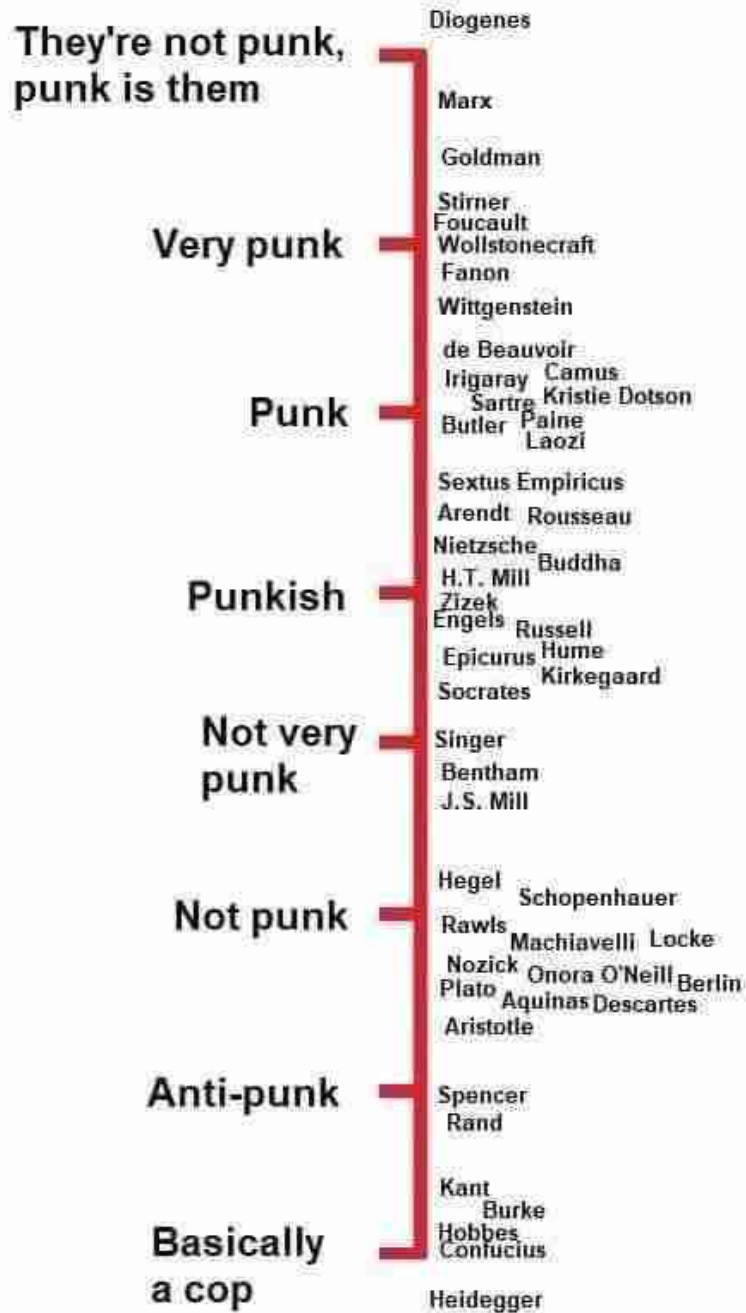 Diogenes
They're not punk,
punk is them
Marx
Goldman
Stirner
Foucault
Very punk
Wollstonecraft
Fanon
Wittgenstein
de Beauvoir
Irigaray Camus
Sartre Kristie Dotson
Punk
Butler Paine
Laozi
Sextus Empiricus
Arendt Rousseau
Nietzsche
Buddha
H.T. Mill
Punkish
Zizek
Engels Russell
Epicurus Hume
Kirkegaard
Socrates
Not very
punk
Singer
Bentham
J.S. Mill
Hegel
Schopenhauer
Not punk
Rawls
Machiavelli Locke
Nozick Onora O'Neill Berlin
Plato Aquinas Descartes
Aristotle
Anti-punk
Spencer
Rand
Kant
Burke
Hobbes
Confucius
Basically
a cop
Heidegger